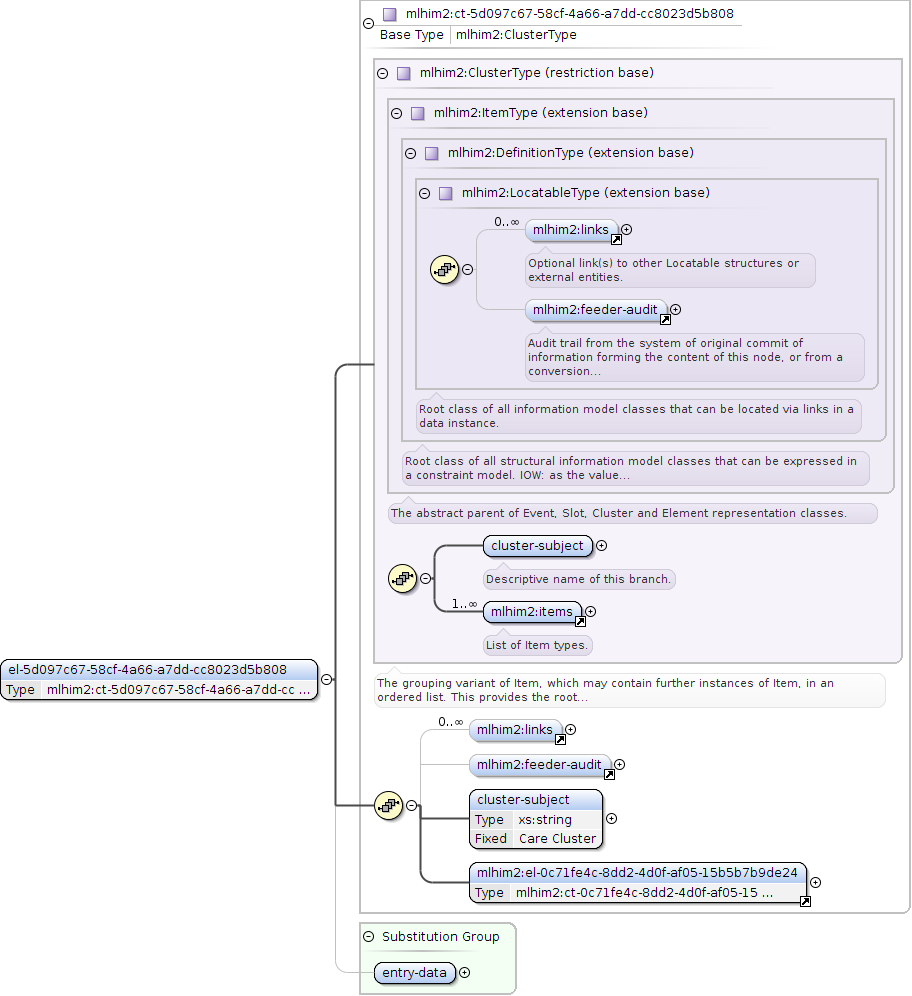 mlhim2:ct-5d097c67-58cf-4a66-a7dd-cc8023d5b808
Base Type mlhim2:ClusterType
mlhim2:ClusterType (restriction base)
mlhim2:ItemType (extension base)
mlhim2:DefinitionType (extension base)
mlhim2:LocatableType (extension base)
0..∞
mlhim2:links
Optional link(s) to other Locatable structures or
external entities.
mlhim2:feeder-audit
Audit trail from the system of original commit of
information forming the content of this node, or from a
conversion...
Root class of all information model classes that can be located via links in a
data instance.
Root class of all structural information model classes that can be expressed in
a constraint model. IOW: as the value...
The abstract parent of Event, Slot, Cluster and Element representation classes.
cluster-subject
Descriptive name of this branch.
1..∞
mlhim2:items
List of Item types.
el-5d097c67-58cf-4a66-a7dd-cc8023d5b808
Type mlhim2:ct-5d097c67-58cf-4a66-a7dd-cc ...
The grouping variant of Item, which may contain further instances of Item, in an
ordered list. This provides the root...
0..∞
mlhim2:links
mlhim2:feeder-audit
cluster-subject
Type xs:string
Fixed Care Cluster
mlhim2:el-0c71fe4c-8dd2-4d0f-af05-15b5b7b9de24
Type mlhim2:ct-0c71fe4c-8dd2-4d0f-af05-15 ...
Substitution Group
entry-data